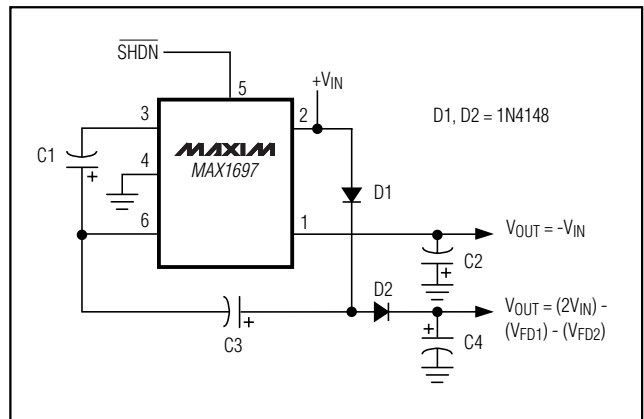 SHDN
+VIN
5
3
2
D1, D2 = 1N4148
C1
+
4
MAXIM
MAX1697
D1
6
1
VOUT = -VIN
C2
+
D2
+
C3
+
C4
VOUT = (2VIN) -
(VFD1) - (VFD2)